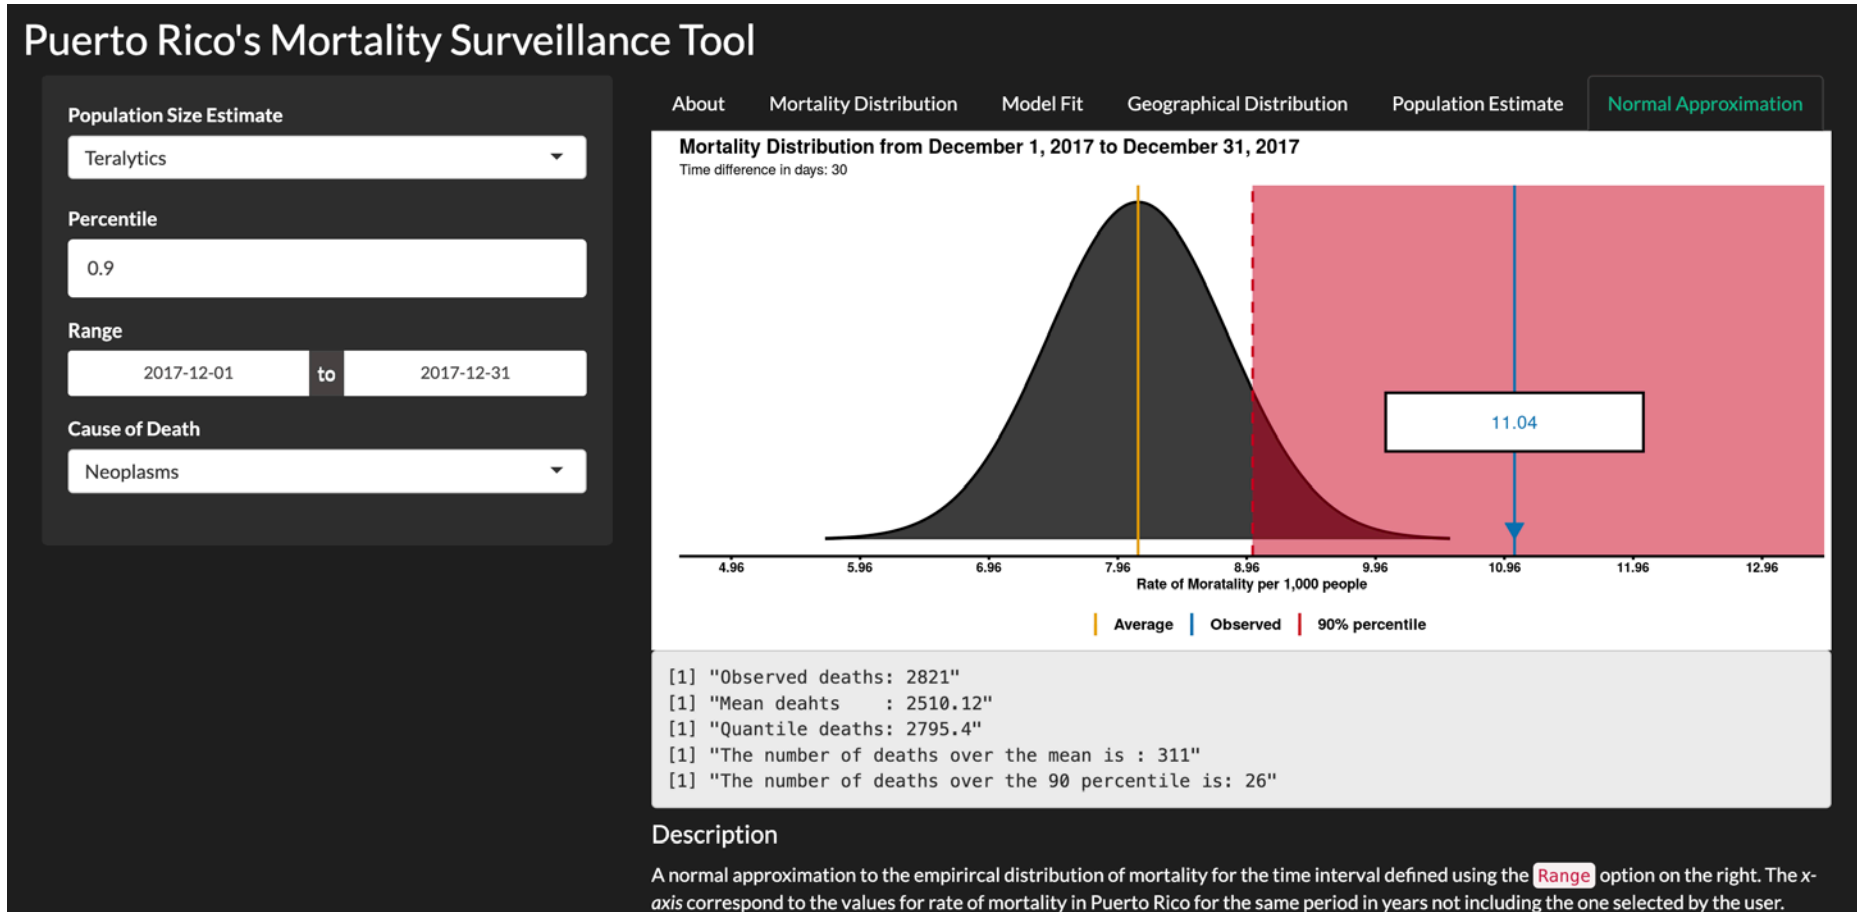 Puerto Rico's Mortality Surveillance Tool
Population Size Estimate
Teralytics
Percentile
0.9
Range
2017-12-01 to 2017-12-31
Cause of Death
Neoplasms
About Mortality Distribution Model Fit Geographical Distribution Population Estimate Normal Approximation
Mortality Distribution from December 1, 2017 to December 31, 2017
Time difference in days: 30
11.04
4.96 5.96 6.96 7.96 8.96 9.96 10.96 11.96 12.96
Rate of Moratality per 1,000 people
Average Observed 90% percentile
[1] "Observed deaths: 2821"
[1] "Mean deahts    : 2510.12"
[1] "Quantile deaths: 2795.4"
[1] "The number of deaths over the mean is : 311"
[1] "The number of deaths over the 90 percentile is: 26"
Description
A normal approximation to the empirircal distribution of mortality for the time interval defined using the Range option on the right. The x-
axis correspond to the values for rate of mortality in Puerto Rico for the same period in years not including the one selected by the user.